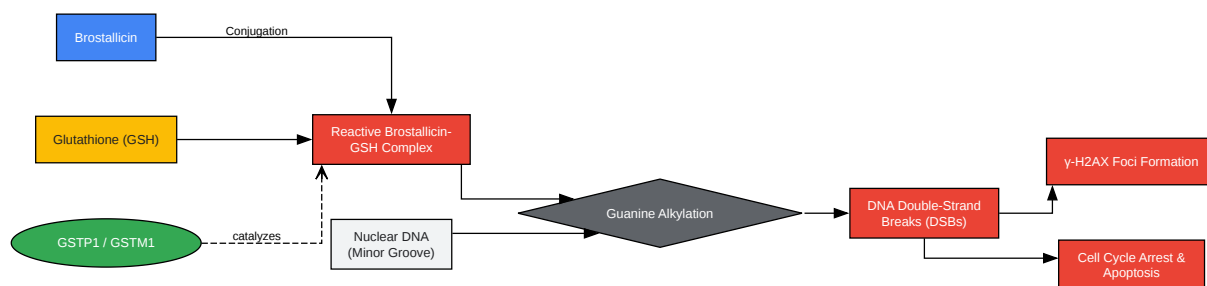 Brostallicin
Conjugation
Glutathione (GSH)
Reactive Brostallicin-
GSH Complex
GSTP1 / GSTM1
catalyzes
Nuclear DNA
(Minor Groove)
Guanine Alkylation
DNA Double-Strand
Breaks (DSBs)
γ-H2AX Foci Formation
Cell Cycle Arrest &
Apoptosis